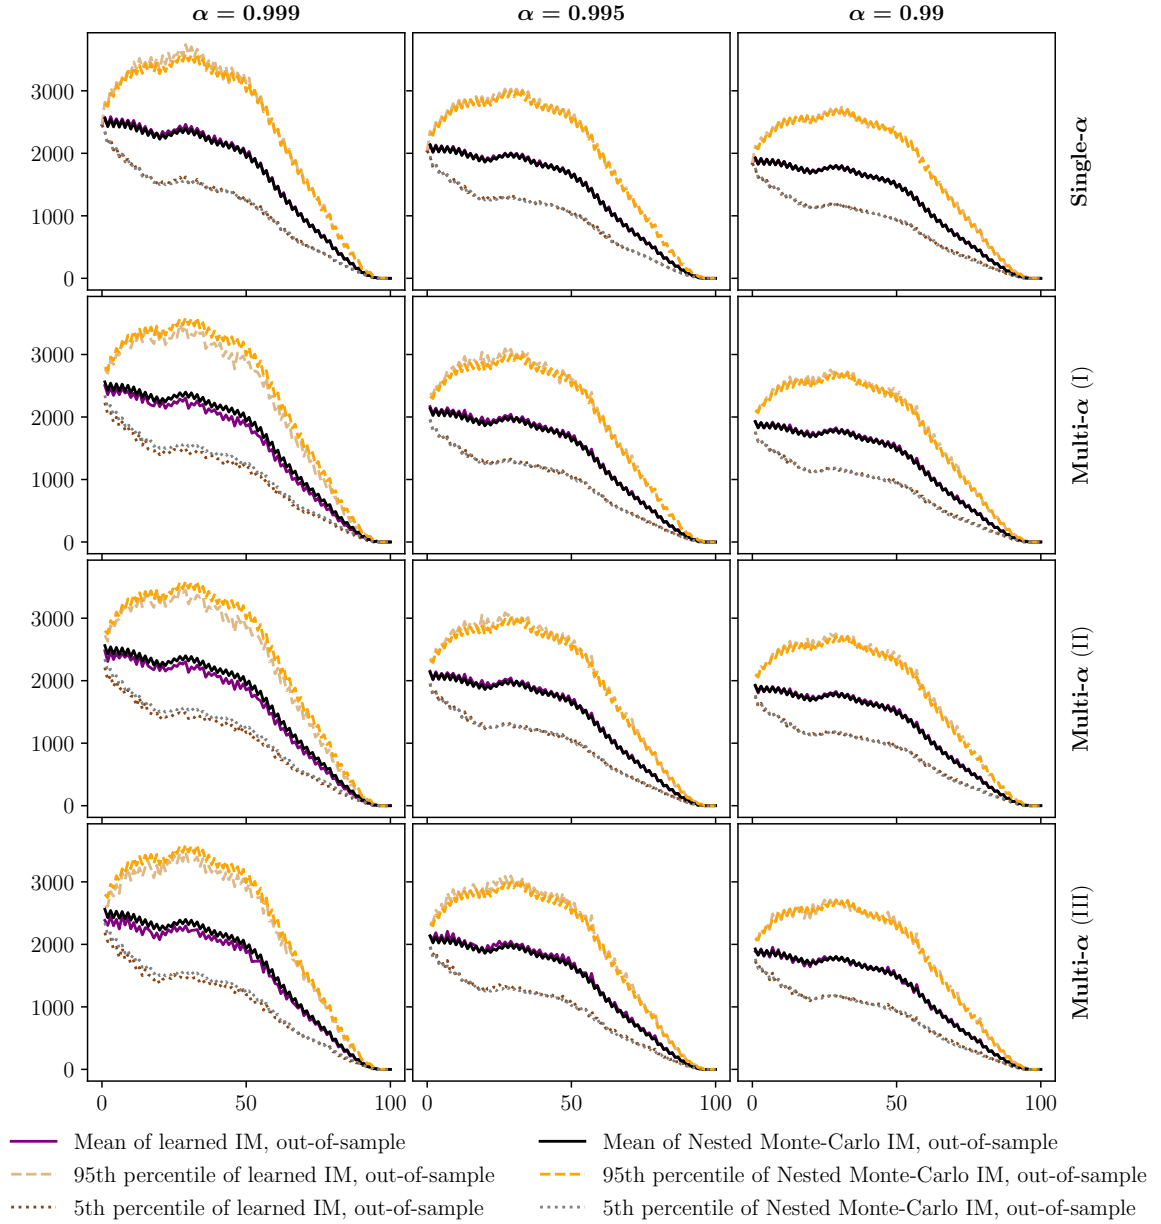 α = 0.999 α = 0.995 α = 0.99
3000
2000
1000
0
Single-α
3000
2000
1000
0
Multi-α (I)
3000
2000
1000
0
Multi-α (II)
3000
2000
1000
0
Multi-α (III)
0 50 100 0 50 100 0 50 100
Mean of learned IM, out-of-sample
95th percentile of learned IM, out-of-sample
5th percentile of learned IM, out-of-sample
Mean of Nested Monte-Carlo IM, out-of-sample
95th percentile of Nested Monte-Carlo IM, out-of-sample
5th percentile of Nested Monte-Carlo IM, out-of-sample